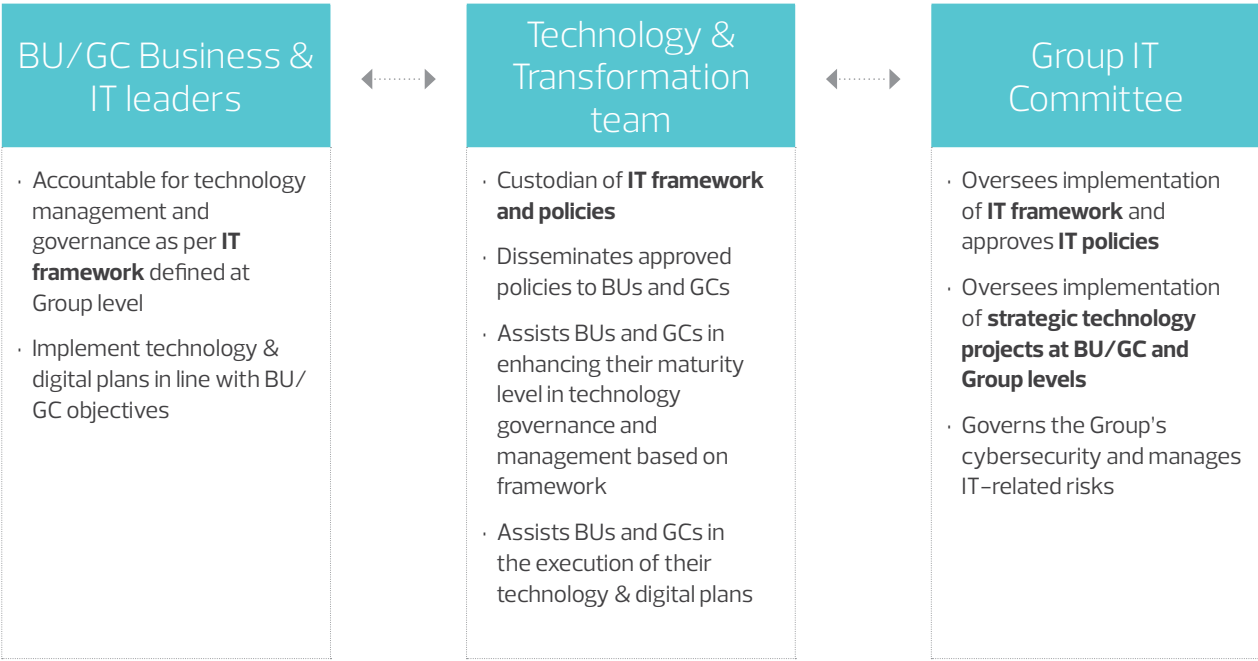 BU/GC Business &
IT leaders
· Accountable for technology
management and
governance as per IT
framework defined at
Group level
· Implement technology &
digital plans in line with BU/
GC objectives
Technology &
Transformation
team
· Custodian of IT framework
and policies
· Disseminates approved
policies to BUs and GCs
· Assists BUs and GCs in
enhancing their maturity
level in technology
governance and
management based on
framework
· Assists BUs and GCs in
the execution of their
technology & digital plans
Group IT
Committee
· Oversees implementation
of IT framework and
approves IT policies
· Oversees implementation
of strategic technology
projects at BU/GC and
Group levels
· Governs the Group’s
cybersecurity and manages
IT-related risks